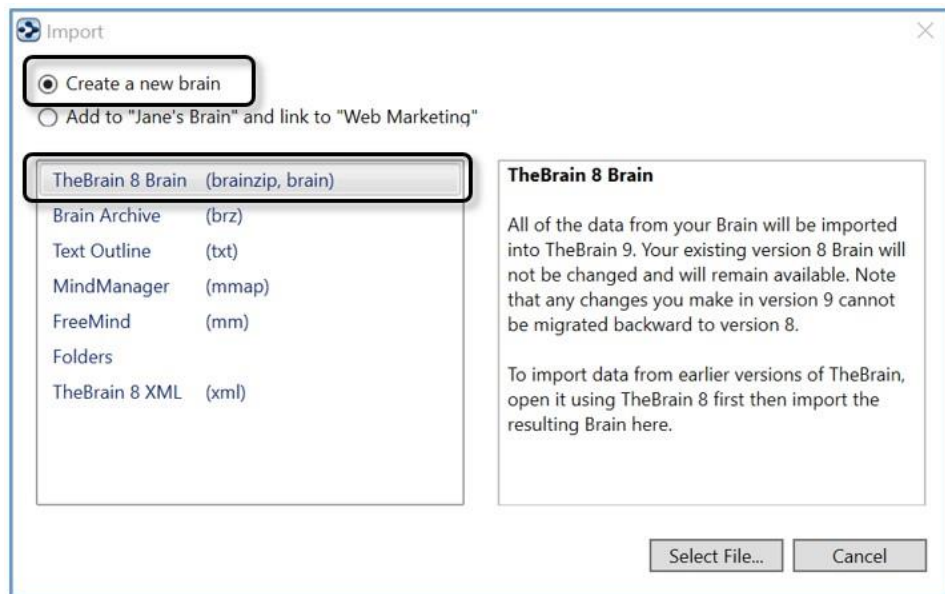 Import
Create a new brain
Add to "Jane's Brain" and link to "Web Marketing"
TheBrain 8 Brain (brainzip, brain)
Brain Archive (brz)
Text Outline (txt)
MindManager (mmap)
FreeMind (mm)
Folders
TheBrain 8 XML (xml)
TheBrain 8 Brain
All of the data from your Brain will be imported
into TheBrain 9. Your existing version 8 Brain will
not be changed and will remain available. Note
that any changes you make in version 9 cannot
be migrated backward to version 8.
To import data from earlier versions of TheBrain,
open it using TheBrain 8 first then import the
resulting Brain here.
Select File...
Cancel